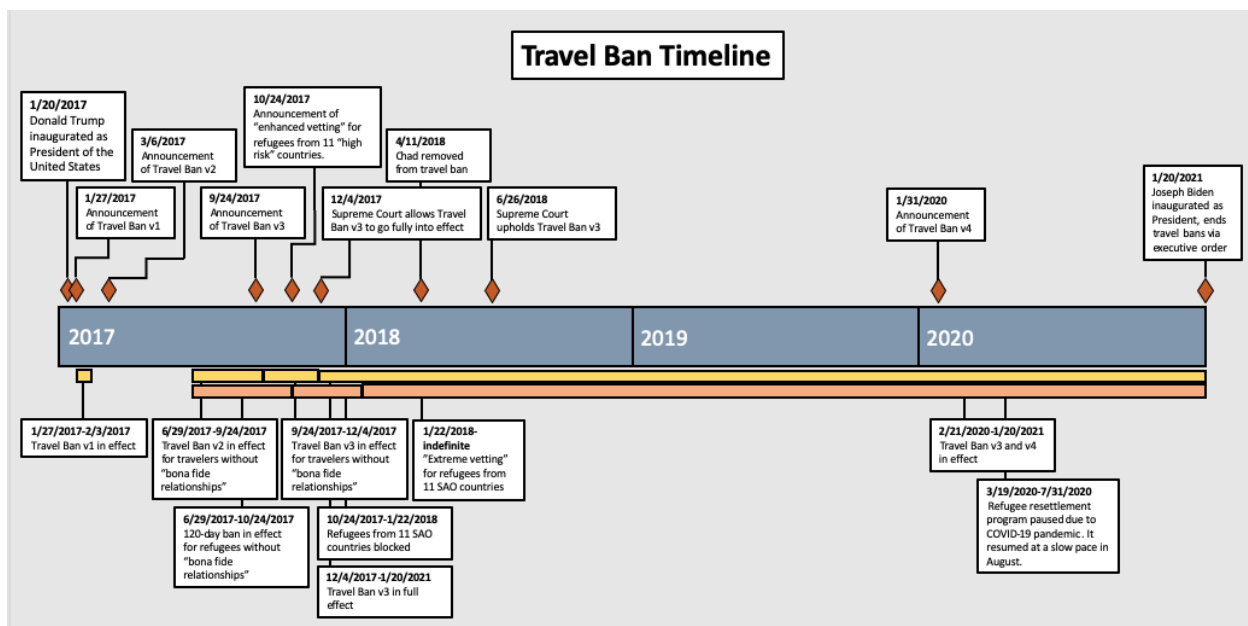 Travel Ban Timeline
1/20/2017
Donald Trump
inaugurated as
President of the
United States
3/6/2017
Announcement
of Travel Ban v2
1/27/2017
Announcement
of Travel Ban v1
10/24/2017
Announcement of
"enhanced vetting" for
refugees from 11 "high
risk" countries.
9/24/2017
Announcement
of Travel Ban v3
4/11/2018
Chad removed
from travel ban
12/4/2017
Supreme Court allows Travel
Ban v3 to go fully into effect
6/26/2018
Supreme Court
upholds Travel Ban v3
1/31/2020
Announcement
of Travel Ban v4
1/20/2021
Joseph Biden
inaugurated as
President, ends
travel bans via
executive order
2017
2018
2019
2020
1/27/2017-2/3/2017
Travel Ban v1 in effect
6/29/2017-9/24/2017
Travel Ban v2 in effect
for travelers without
"bona fide
relationships"
9/24/2017-12/4/2017
Travel Ban v3 in effect
for travelers without
"bona fide
relationships"
1/22/2018-
indefinite
"Extreme vetting"
for refugees from
11 SAO countries
2/21/2020-1/20/2021
Travel Ban v3 and v4
in effect
6/29/2017-10/24/2017
120-day ban in effect
for refugees without
"bona fide
relationships"
10/24/2017-1/22/2018
Refugees from 11 SAO
countries blocked
12/4/2017-1/20/2021
Travel Ban v3 in full
effect
3/19/2020-7/31/2020
Refugee resettlement
program paused due to
COVID-19 pandemic. It
resumed at a slow pace in
August.